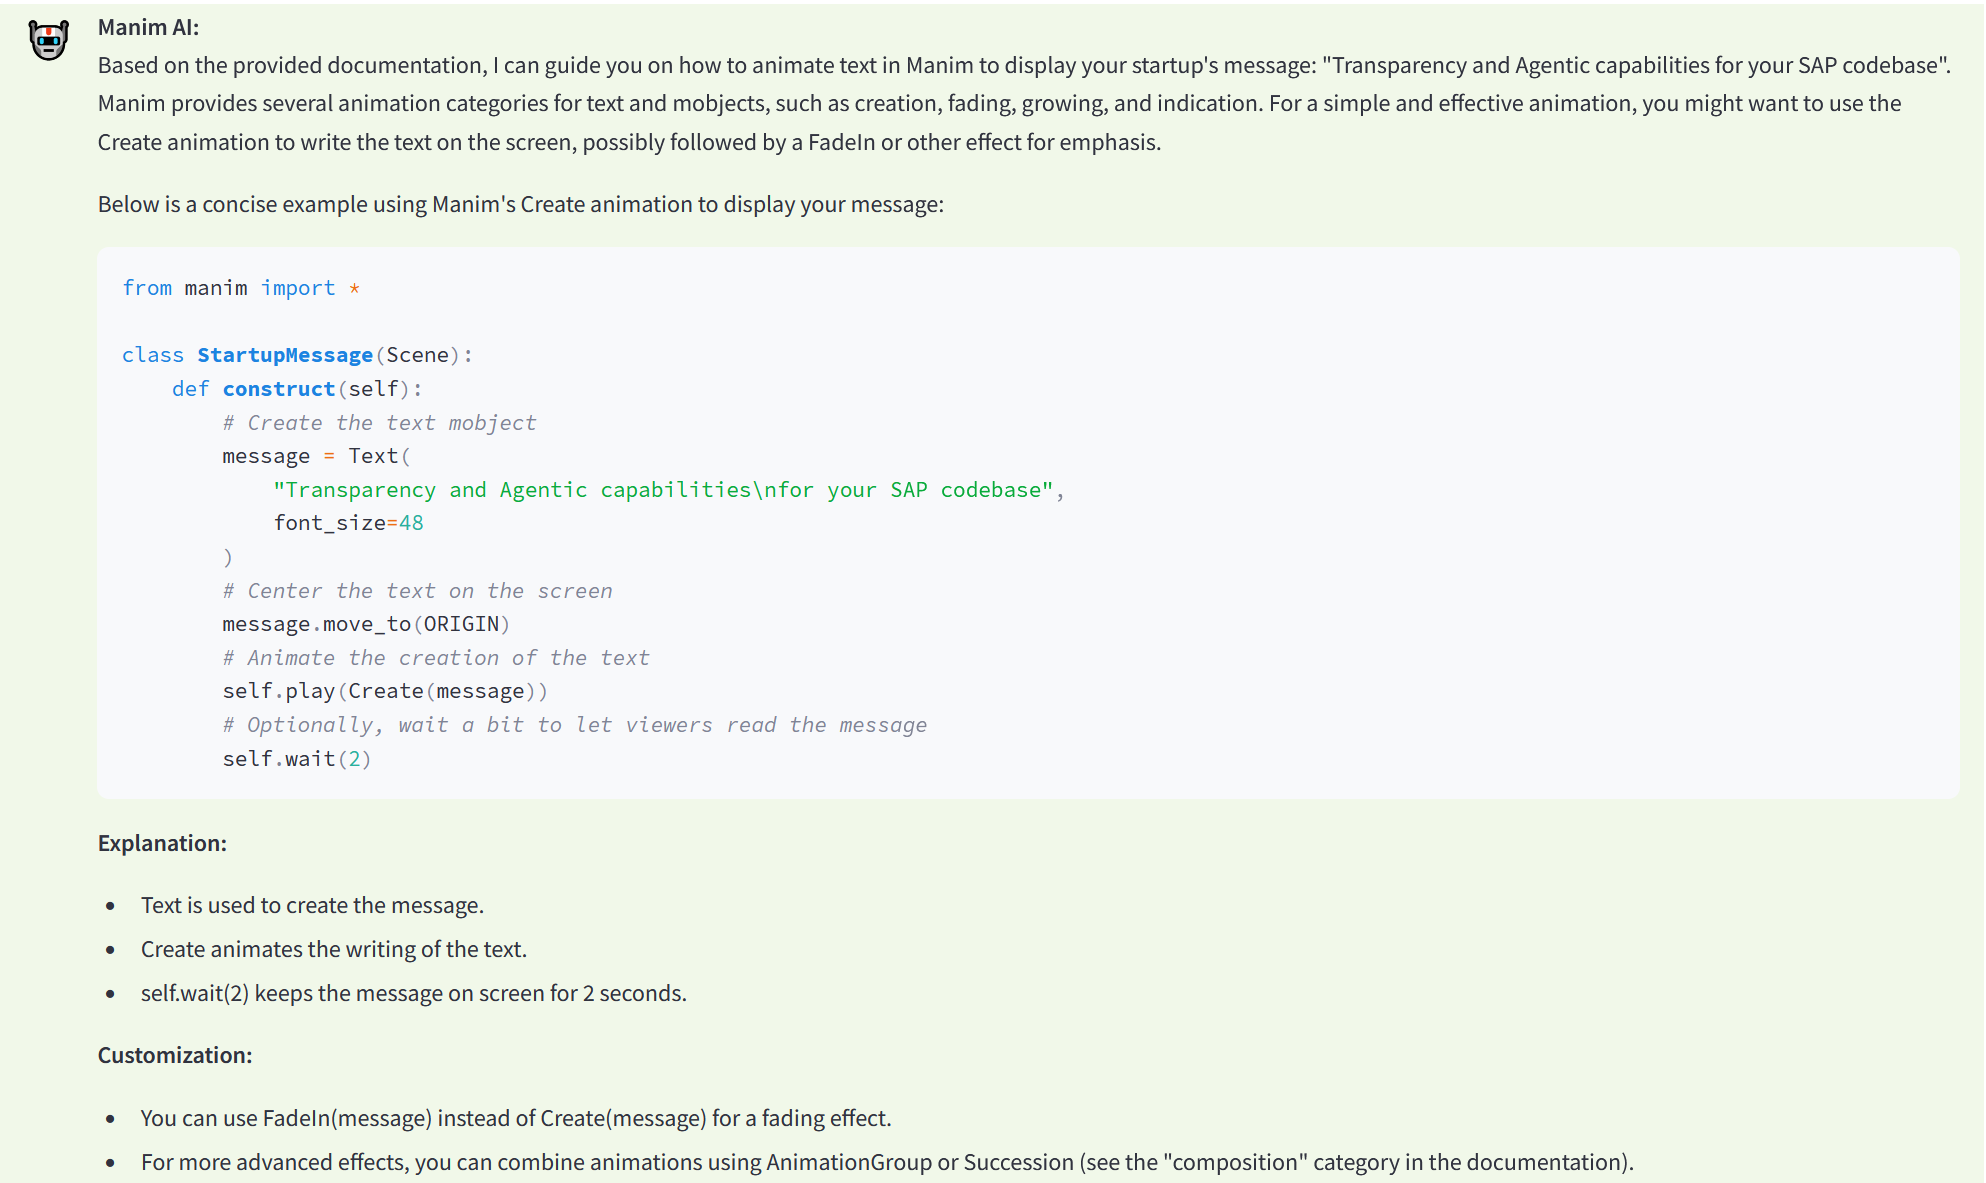 Manim AI:
Based on the provided documentation, I can guide you on how to animate text in Manim to display your startup's message: "Transparency and Agentic capabilities for your SAP codebase".
Manim provides several animation categories for text and mobjects, such as creation, fading, growing, and indication. For a simple and effective animation, you might want to use the
Create animation to write the text on the screen, possibly followed by a FadeIn or other effect for emphasis.
Below is a concise example using Manim's Create animation to display your message:
from manim import *
class StartupMessage(Scene):
    def construct(self):
        # Create the text mobject
        message = Text(
            "Transparency and Agentic capabilities\nfor your SAP codebase",
            font_size=48
        )
        # Center the text on the screen
        message.move_to(ORIGIN)
        # Animate the creation of the text
        self.play(Create(message))
        # Optionally, wait a bit to let viewers read the message
        self.wait(2)
Explanation:
• Text is used to create the message.
• Create animates the writing of the text.
• self.wait(2) keeps the message on screen for 2 seconds.
Customization:
• You can use FadeIn(message) instead of Create(message) for a fading effect.
• For more advanced effects, you can combine animations using AnimationGroup or Succession (see the "composition" category in the documentation).